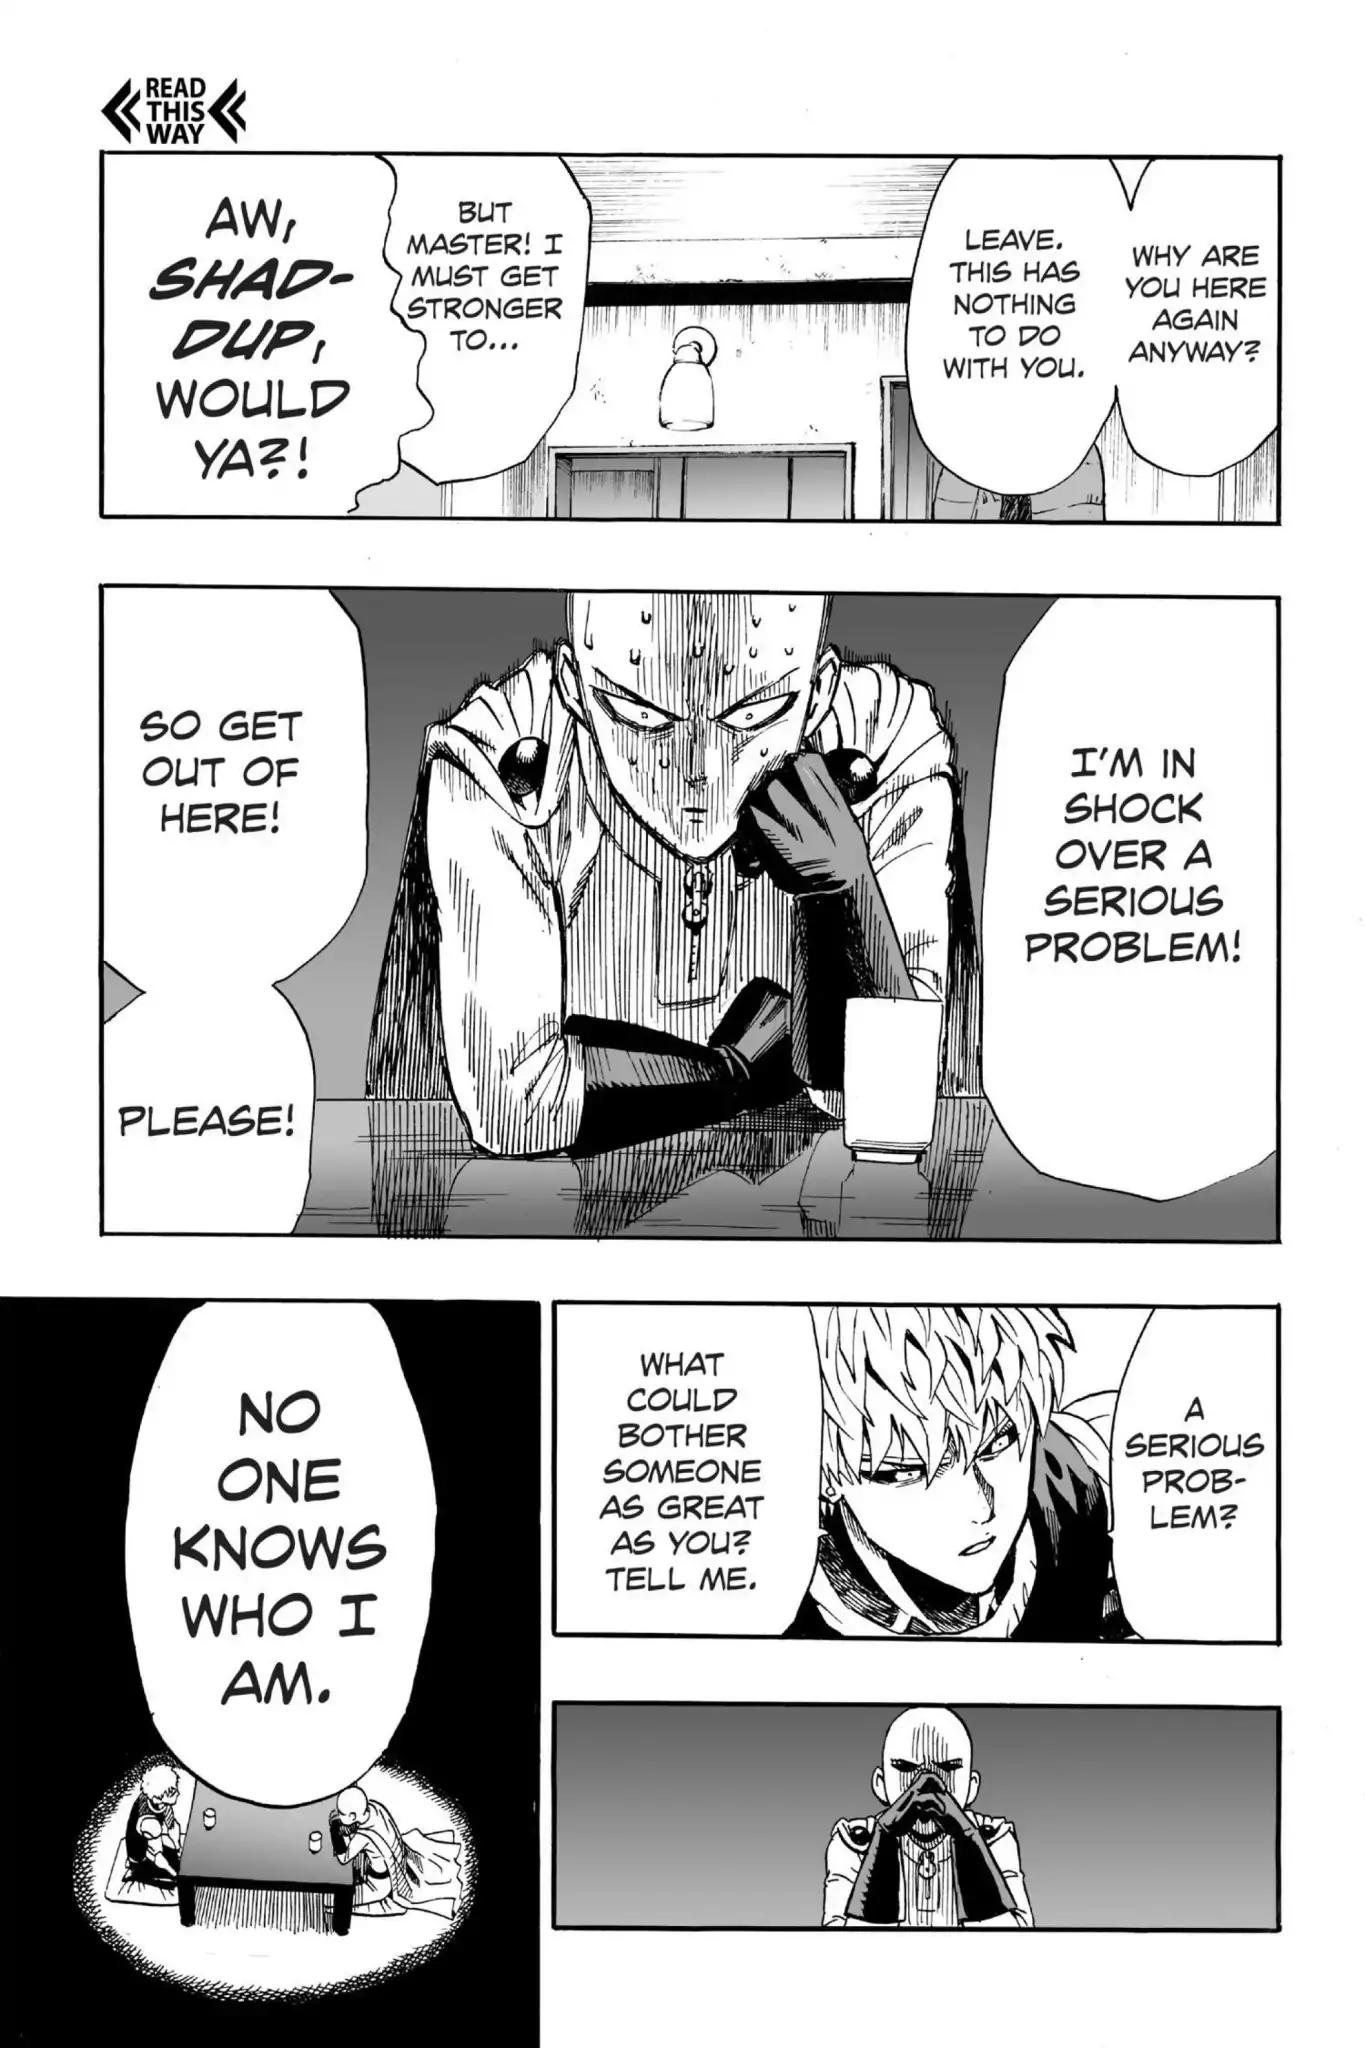 READ
THIS
WAY
WHY ARE
YOU HERE
AGAIN
ANYWAY?
LEAVE.
THIS HAS
NOTHING
TO DO
WITH YOU.
BUT
MASTER! I
MUST GET
STRONGER
TO...
AW,
SHAD-
DUP,
WOULD
YA?!
I'M IN
SHOCK
OVER A
SERIOUS
PROBLEM!
SO GET
OUT OF
HERE!
PLEASE!
A
SERIOUS
PROB-
LEM?
WHAT
COULD
BOTHER
SOMEONE
AS GREAT
AS YOU?
TELL ME.
NO
ONE
KNOWS
WHO I
AM.